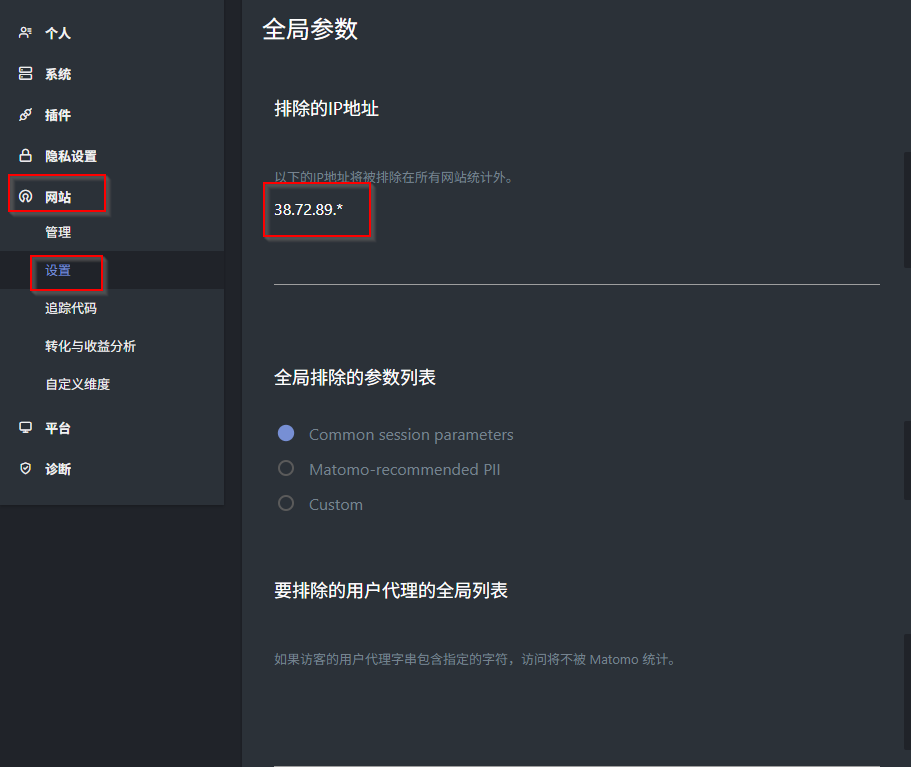 个人
系统
插件
隐私设置
网站
管理
设置
追踪代码
转化与收益分析
自定义维度
平台
诊断
全局参数
排除的IP地址
以下的IP地址将被排除在所有网站统计外。
38.72.89.*
全局排除的参数列表
Common session parameters
Matomo-recommended PII
Custom
要排除的用户代理的全局列表
如果访客的用户代理字串包含指定的字符，访问将不被 Matomo 统计。